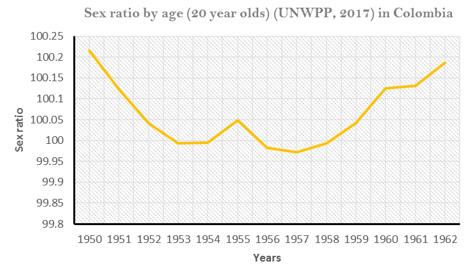 Sex ratio by age (20 year olds) (UNWPP, 2017) in Colombia
100.25
100.2
100.15
100.1
100.05
100
99.95
99.9
99.85
99.8
Sex ratio
1950 1951 1952 1953 1954 1955 1956 1957 1958 1959 1960 1961 1962
Years